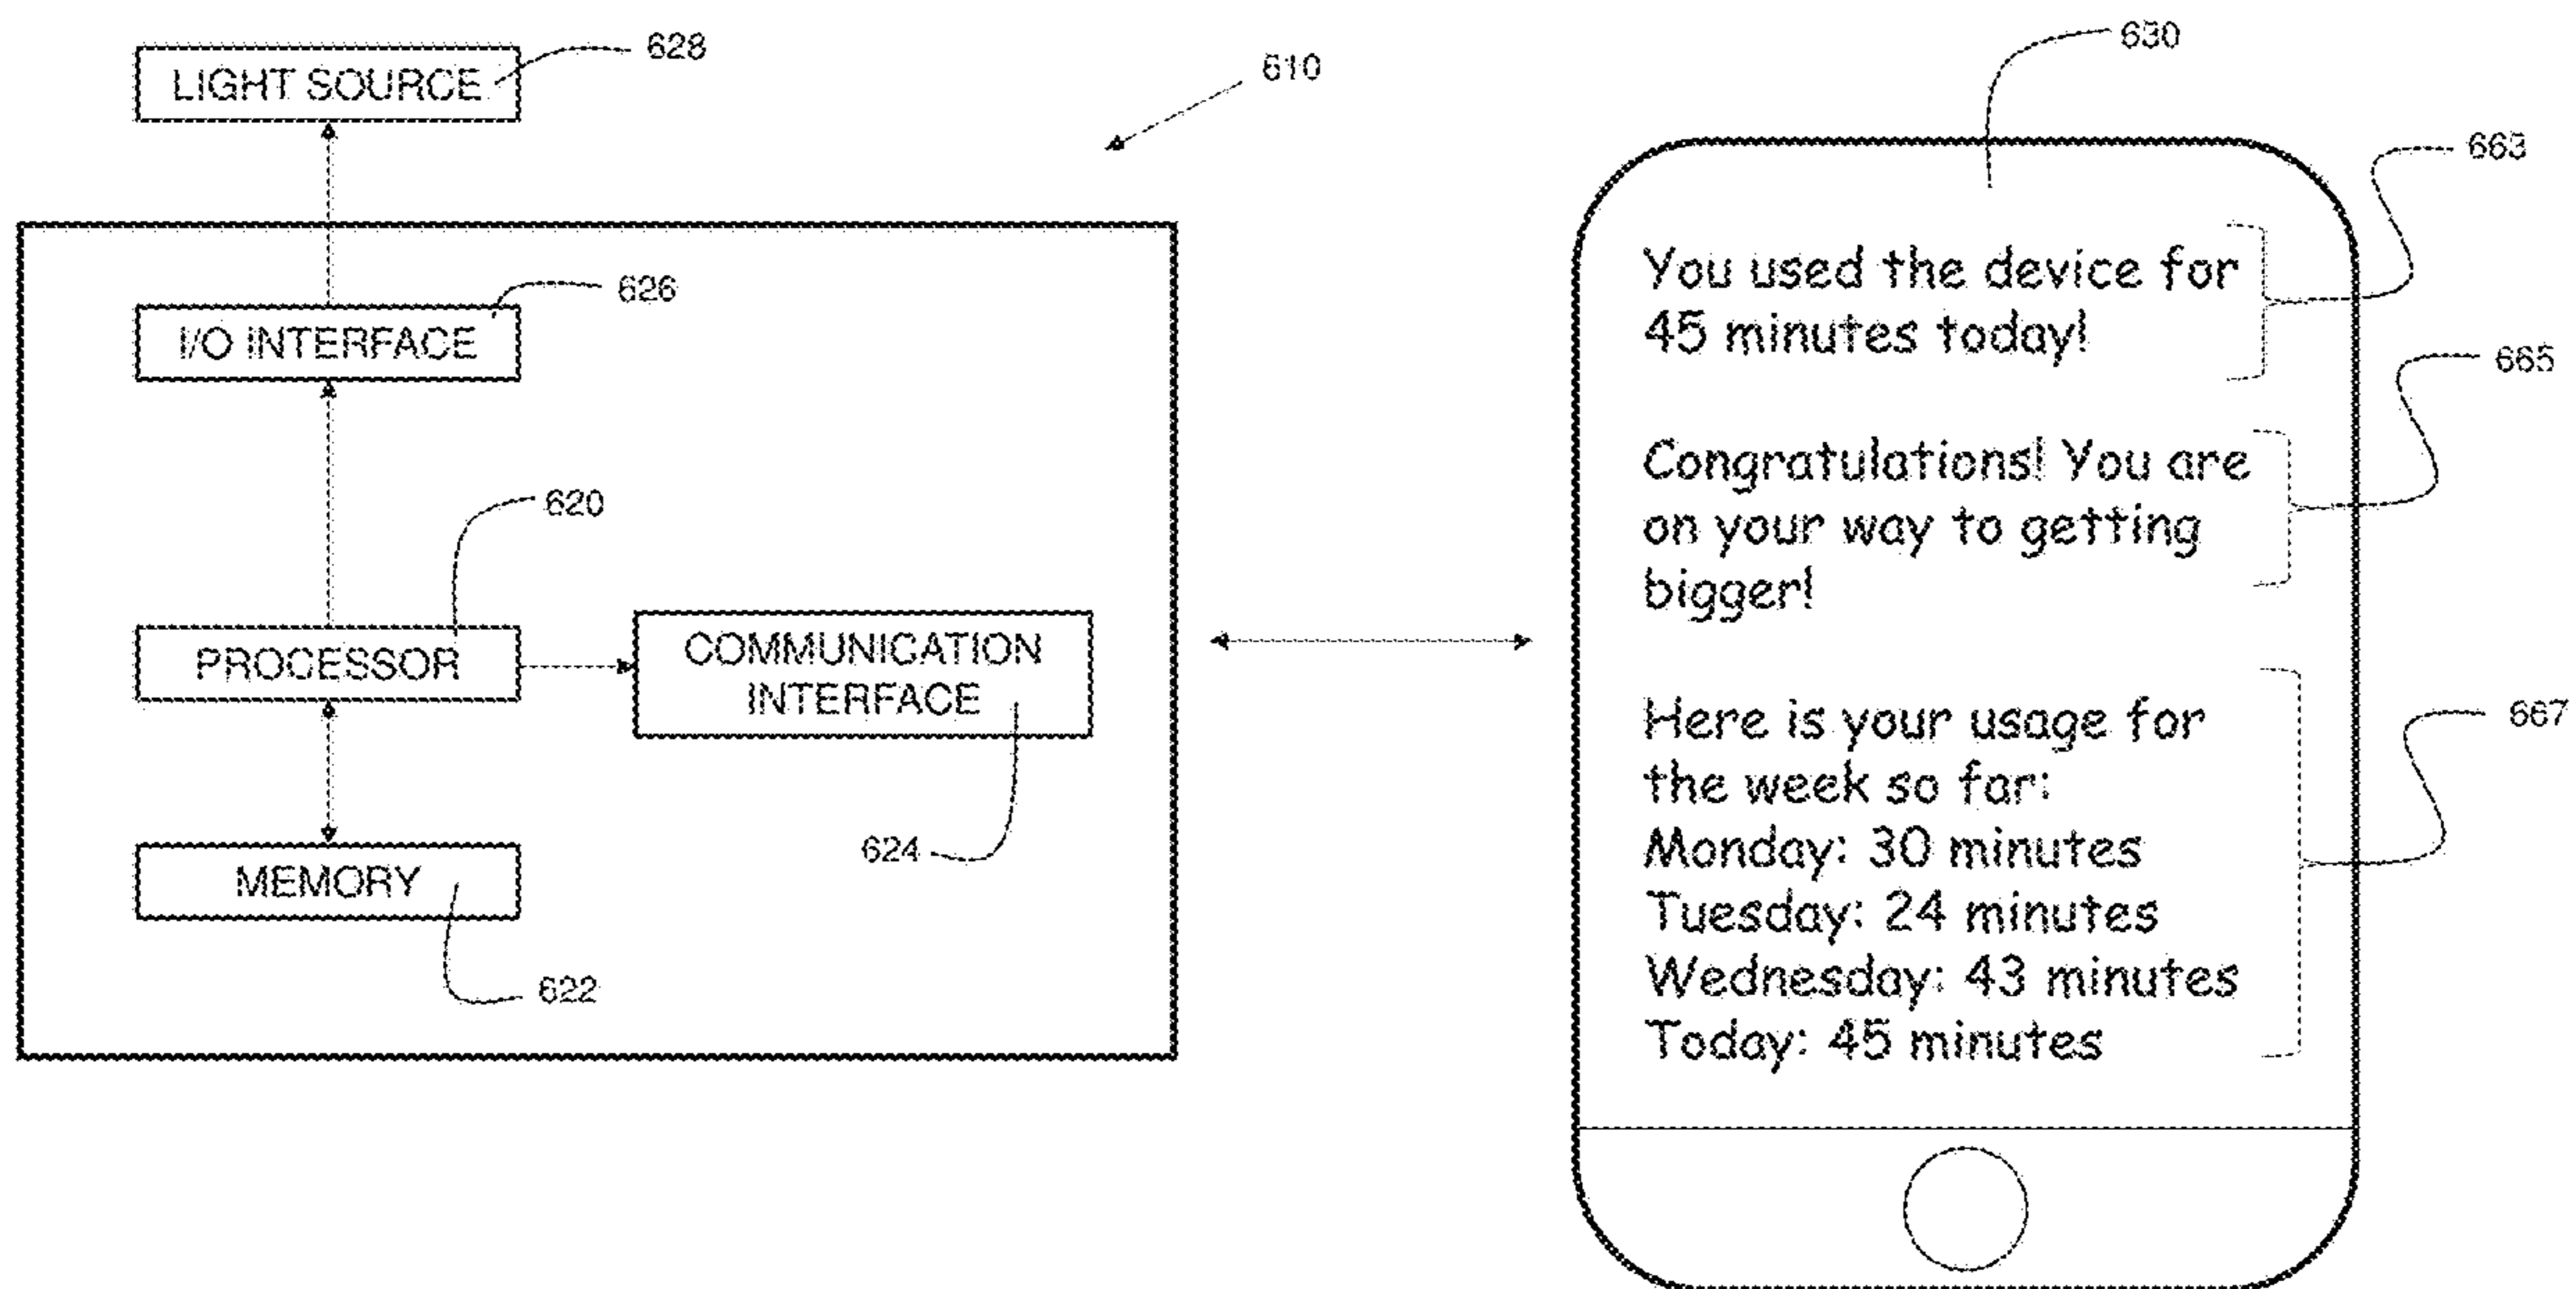 LIGHT SOURCE
628
610
I/O INTERFACE
626
620
PROCESSOR
COMMUNICATION
INTERFACE
624
MEMORY
622
630
663
You used the device for
45 minutes today!
665
Congratulations! You are
on your way to getting
bigger!
667
Here is your usage for
the week so far:
Monday: 30 minutes
Tuesday: 24 minutes
Wednesday: 43 minutes
Today: 45 minutes